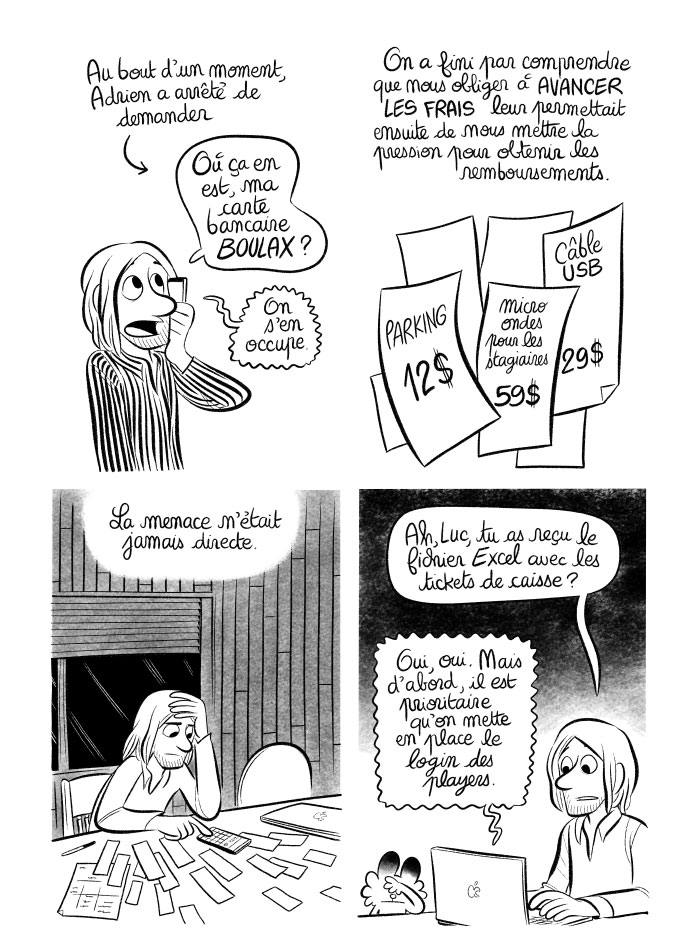 Au bout d'un moment,
Adrien a arrêté de
demander
Où ça en
est, ma
carte
bancaire
BOULAX ?
On
s'en
occupe.
On a fini par comprendre
que nous obliger à AVANCER
LES FRAIS leur permettait
ensuite de nous mettre la
pression pour obtenir les
remboursements.
PARKING
12$
micro
ondes
pour les
stagiaires
59$
Câble
USB
29$
La menace n'était
jamais directe.
Ah, Luc, tu as reçu le
fichier Excel avec les
tickets de caisse ?
Oui, oui. Mais
d'abord, il est
prioritaire
qu'on mette
en place le
login des
players.